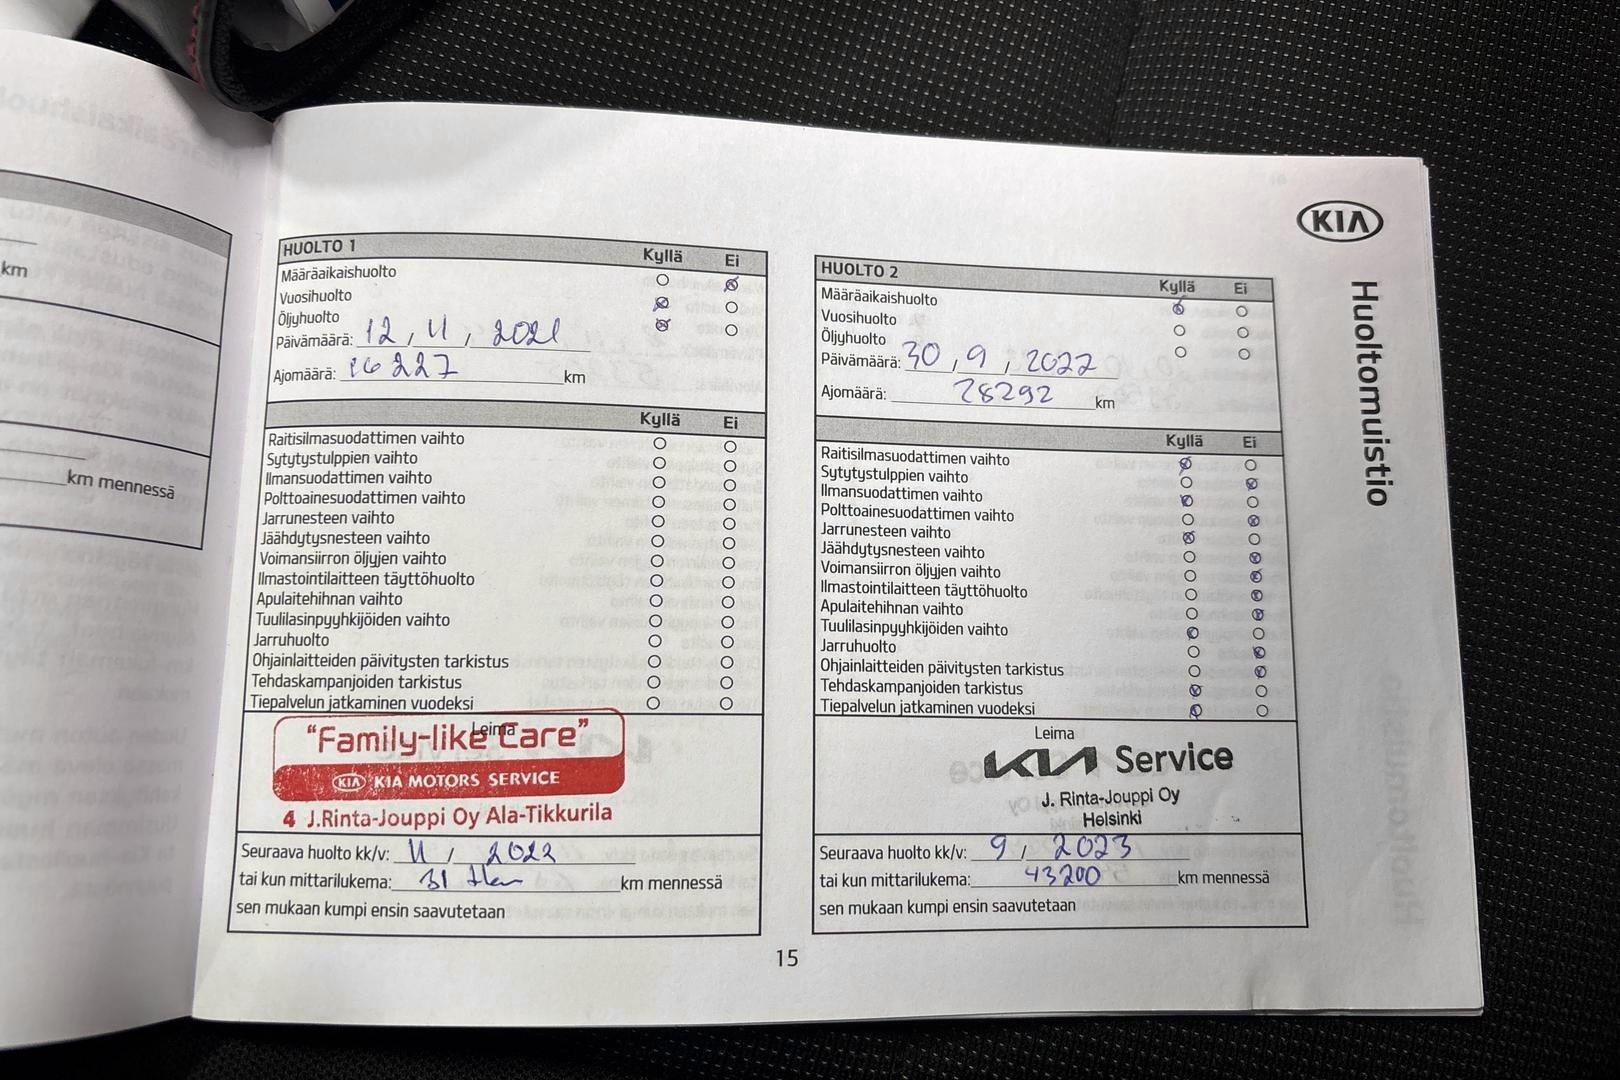 km
km mennessä
HUOLTO 1 Kyllä Ei
Määräaikaishuolto
Vuosihuolto
Öljyhuolto
Päivämäärä: 12, 11, 2021
Ajomäärä: 16 227 km
Kyllä Ei
Raitisilmasuodattimen vaihto
Sytytystulppien vaihto
Ilmansuodattimen vaihto
Polttoainesuodattimen vaihto
Jarrunesteen vaihto
Jäähdytysnesteen vaihto
Voimansiirron öljyjen vaihto
Ilmastointilaitteen täyttöhuolto
Apulaitehihnan vaihto
Tuulilasinpyyhkijöiden vaihto
Jarruhuolto
Ohjainlaitteiden päivitysten tarkistus
Tehdaskampanjoiden tarkistus
Tiepalvelun jatkaminen vuodeksi
Leima
"Family-like Care"
KIA KIA MOTORS SERVICE
4 J.Rinta-Jouppi Oy Ala-Tikkurila
Seuraava huolto kk/v: 11 / 2022
tai kun mittarilukema: 31 km mennessä
sen mukaan kumpi ensin saavutetaan
HUOLTO 2 Kyllä Ei
Määräaikaishuolto
Vuosihuolto
Öljyhuolto
Päivämäärä: 30, 9, 2022
Ajomäärä: 28292 km
Kyllä Ei
Raitisilmasuodattimen vaihto
Sytytystulppien vaihto
Ilmansuodattimen vaihto
Polttoainesuodattimen vaihto
Jarrunesteen vaihto
Jäähdytysnesteen vaihto
Voimansiirron öljyjen vaihto
Ilmastointilaitteen täyttöhuolto
Apulaitehihnan vaihto
Tuulilasinpyyhkijöiden vaihto
Jarruhuolto
Ohjainlaitteiden päivitysten tarkistus
Tehdaskampanjoiden tarkistus
Tiepalvelun jatkaminen vuodeksi
Leima
KIA Service
J. Rinta-Jouppi Oy
Helsinki
Seuraava huolto kk/v: 9 / 2023
tai kun mittarilukema: 43200 km mennessä
sen mukaan kumpi ensin saavutetaan
15
KIA
Huoltomuistio